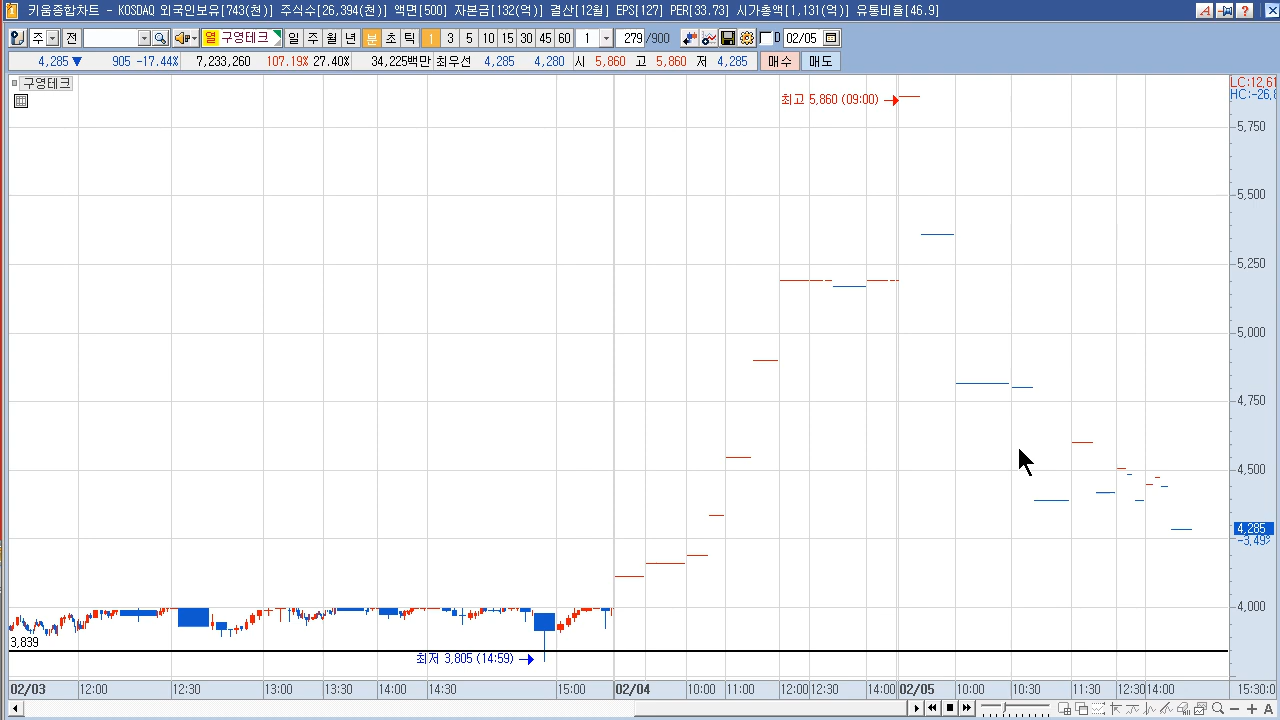 키움종합차트 - KOSDAQ 외국인보유[743(천)] 주식수[26,394(천)] 액면[500] 자본금[132(억)] 결산[12월] EPS[127] PER[33.73] 시가총액[1,131(억)] 유통비율[46.9]
주 전 열 구영테크 일 주 월 년 분 초 틱 1 3 5 10 15 30 45 60 1 279 /900 D 02/05
4,285 ▼ 905 -17.44% 7,233,260 107.19% 27.40% 34,225백만 최우선 4,285 4,280 시 5,860 고 5,860 저 4,285 매수 매도
구영테크
LC:12,61
HC:-26,8
최고 5,860 (09:00)
5,750
5,500
5,250
5,000
4,750
4,500
4,285
-3,49%
4,000
3,839
최저 3,805 (14:59)
02/03 12:00 12:30 13:00 13:30 14:00 14:30 15:00 02/04 10:00 11:00 12:00 12:30 14:00 02/05 10:00 10:30 11:30 12:30 14:00 15:30:0
A